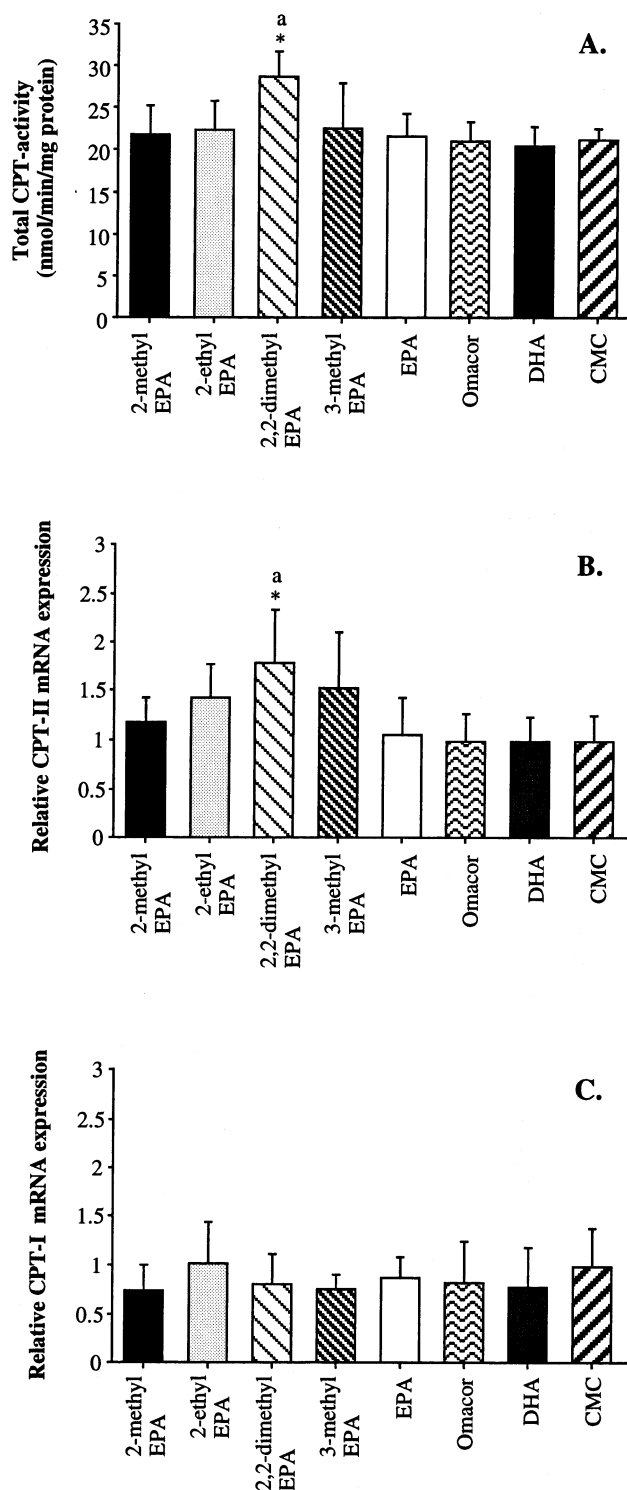 A.
a
*
Total CPT-activity
(nmol/min/mg protein)
35
30
25
20
15
10
5
0
2-methyl
EPA
2-ethyl
EPA
2,2-dimethyl
EPA
3-methyl
EPA
EPA
Omacor
DHA
CMC
B.
a
*
Relative CPT-II mRNA expression
3
2.5
2
1.5
1
0.5
0
2-methyl
EPA
2-ethyl
EPA
2,2-dimethyl
EPA
3-methyl
EPA
EPA
Omacor
DHA
CMC
C.
Relative CPT-I mRNA expression
3
2.5
2
1.5
1
0.5
0
2-methyl
EPA
2-ethyl
EPA
2,2-dimethyl
EPA
3-methyl
EPA
EPA
Omacor
DHA
CMC